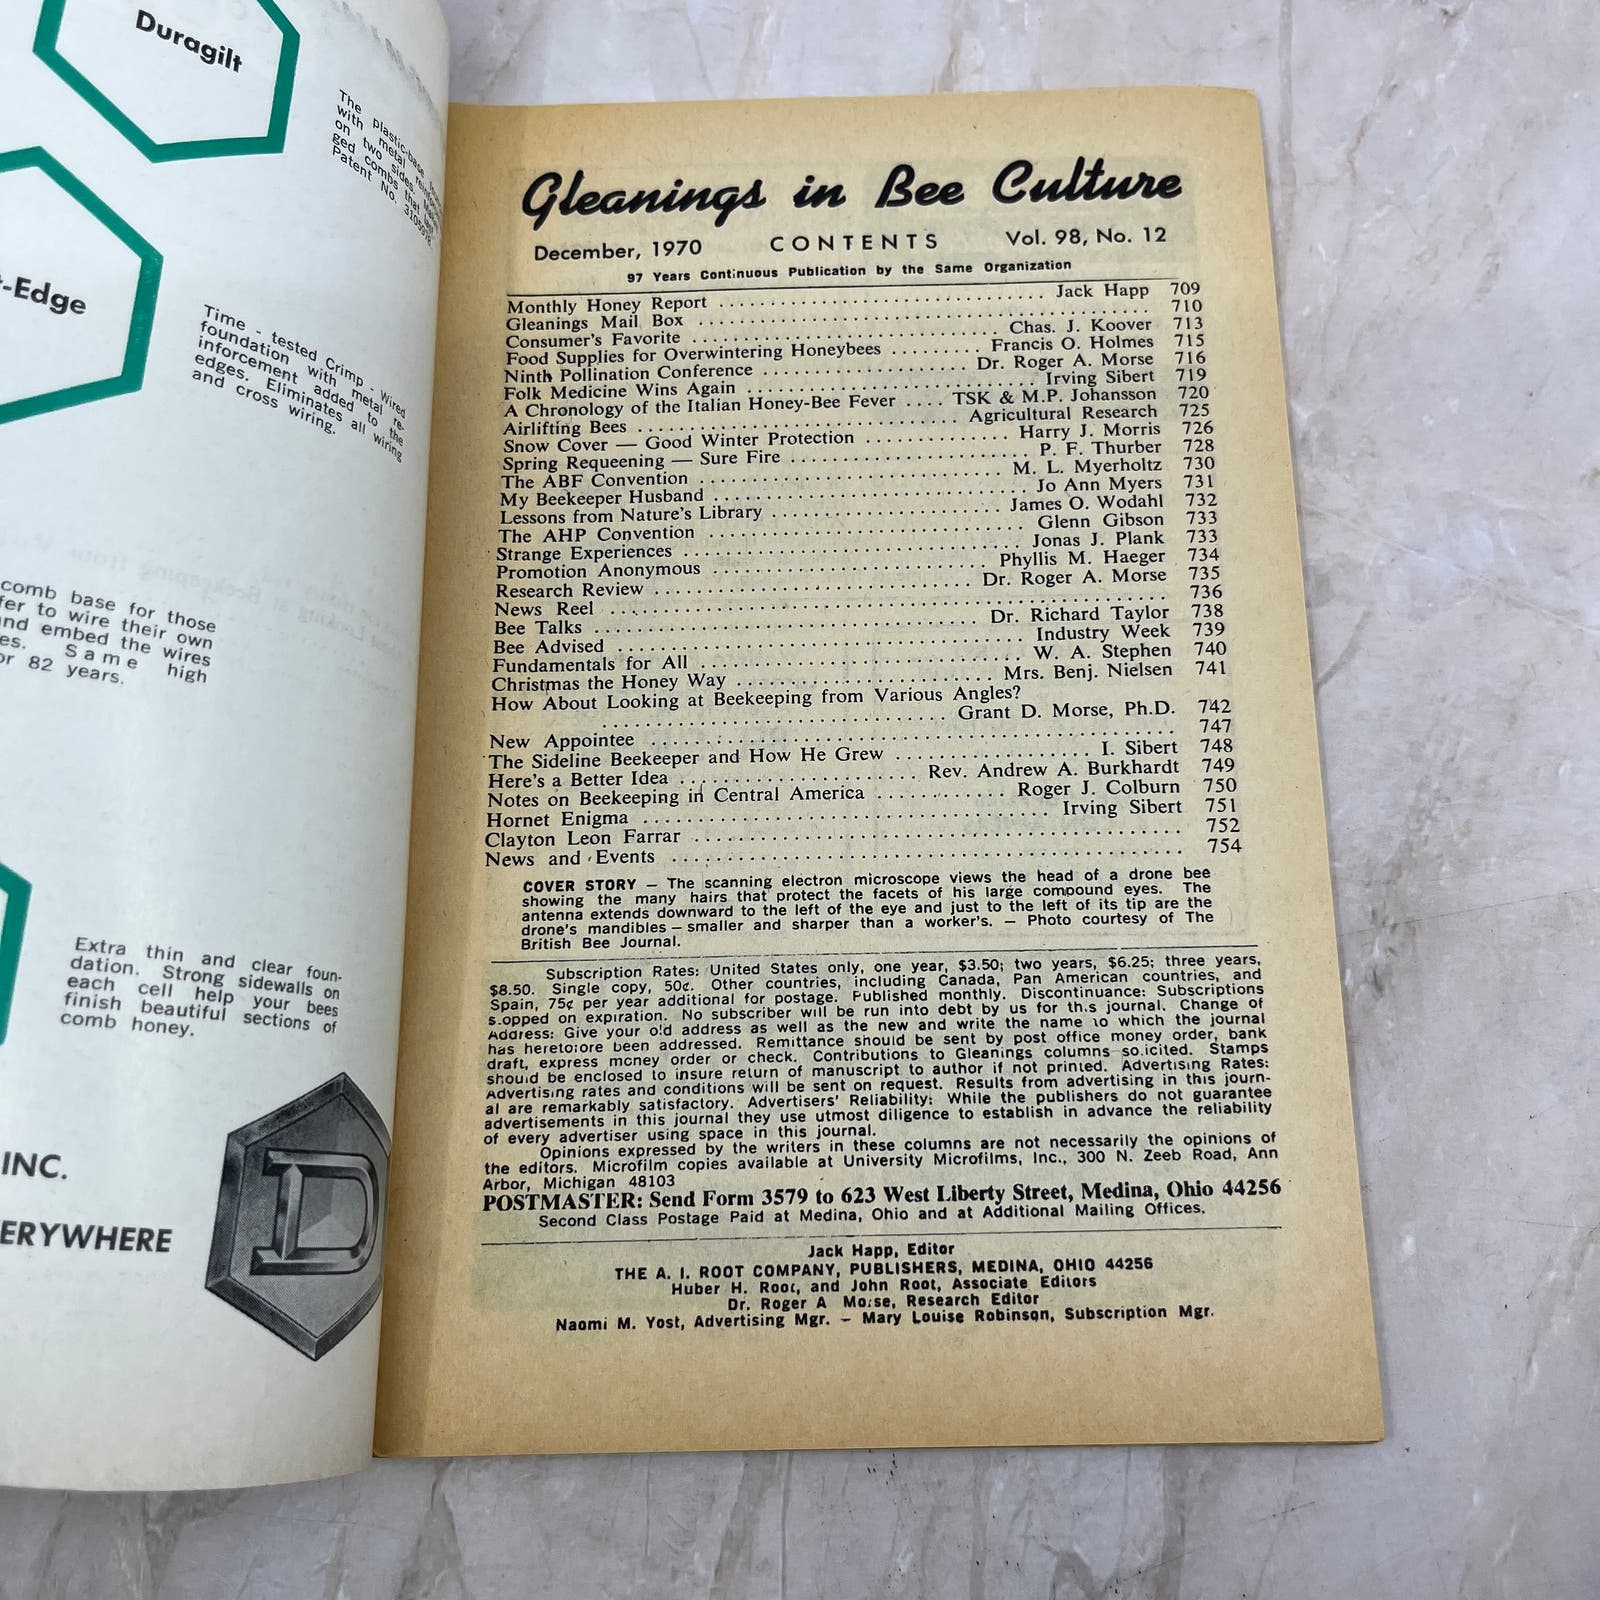 Duragilt
The plastic-base
with metal
on two sides.
ged combs that
Patent No. 3105978
-Edge
Time - tested Crimp - Wired
foundation with metal re-
inforcement added to the
edges. Eliminates all wiring
and cross wiring.
comb base for those
fer to wire their own
and embed the wires
es. Same high
or 82 years.
Extra thin and clear foun-
dation. Strong sidewalls on
each cell help your bees
finish beautiful sections of
comb honey.
INC.
ERYWHERE
D
Gleanings in Bee Culture
December, 1970 CONTENTS Vol. 98, No. 12
97 Years Continuous Publication by the Same Organization
Monthly Honey Report ........ Jack Happ 709
Gleanings Mail Box ........ 710
Consumer's Favorite ........ Chas. J. Koover 713
Food Supplies for Overwintering Honeybees ........ Francis O. Holmes 715
Ninth Pollination Conference ........ Dr. Roger A. Morse 716
Folk Medicine Wins Again ........ Irving Sibert 719
A Chronology of the Italian Honey-Bee Fever .... TSK & M.P. Johansson 720
Airlifting Bees ........ Agricultural Research 725
Snow Cover — Good Winter Protection ........ Harry J. Morris 726
Spring Requeening — Sure Fire ........ P. F. Thurber 728
The ABF Convention ........ M. L. Myerholtz 730
My Beekeeper Husband ........ Jo Ann Myers 731
Lessons from Nature's Library ........ James O. Wodahl 732
The AHP Convention ........ Glenn Gibson 733
Strange Experiences ........ Jonas J. Plank 733
Promotion Anonymous ........ Phyllis M. Haeger 734
Research Review ........ Dr. Roger A. Morse 735
News Reel ........ 736
Bee Talks ........ Dr. Richard Taylor 738
Bee Advised ........ Industry Week 739
Fundamentals for All ........ W. A. Stephen 740
Christmas the Honey Way ........ Mrs. Benj. Nielsen 741
How About Looking at Beekeeping from Various Angles?
........ Grant D. Morse, Ph.D. 742
New Appointee ........ 747
The Sideline Beekeeper and How He Grew ........ I. Sibert 748
Here's a Better Idea ........ Rev. Andrew A. Burkhardt 749
Notes on Beekeeping in Central America ........ Roger J. Colburn 750
Hornet Enigma ........ Irving Sibert 751
Clayton Leon Farrar ........ 752
News and Events ........ 754
COVER STORY — The scanning electron microscope views the head of a drone bee
showing the many hairs that protect the facets of his large compound eyes. The
antenna extends downward to the left of the eye and just to the left of its tip are the
drone's mandibles — smaller and sharper than a worker's. — Photo courtesy of The
British Bee Journal.
Subscription Rates: United States only, one year, $3.50; two years, $6.25; three years,
$8.50. Single copy, 50¢. Other countries, including Canada, Pan American countries, and
Spain, 75¢ per year additional for postage. Published monthly. Discontinuance: Subscriptions
stopped on expiration. No subscriber will be run into debt by us for this journal. Change of
Address: Give your old address as well as the new and write the name to which the journal
has heretofore been addressed. Remittance should be sent by post office money order, bank
draft, express money order or check. Contributions to Gleanings columns solicited. Stamps
should be enclosed to insure return of manuscript to author if not printed. Advertising Rates:
Advertising rates and conditions will be sent on request. Results from advertising in this journ-
al are remarkably satisfactory. Advertisers' Reliability: While the publishers do not guarantee
advertisements in this journal they use utmost diligence to establish in advance the reliability
of every advertiser using space in this journal.
Opinions expressed by the writers in these columns are not necessarily the opinions of
the editors. Microfilm copies available at University Microfilms, Inc., 300 N. Zeeb Road, Ann
Arbor, Michigan 48103
POSTMASTER: Send Form 3579 to 623 West Liberty Street, Medina, Ohio 44256
Second Class Postage Paid at Medina, Ohio and at Additional Mailing Offices.
Jack Happ, Editor
THE A. I. ROOT COMPANY, PUBLISHERS, MEDINA, OHIO 44256
Huber H. Root, and John Root, Associate Editors
Dr. Roger A Morse, Research Editor
Naomi M. Yost, Advertising Mgr. — Mary Louise Robinson, Subscription Mgr.